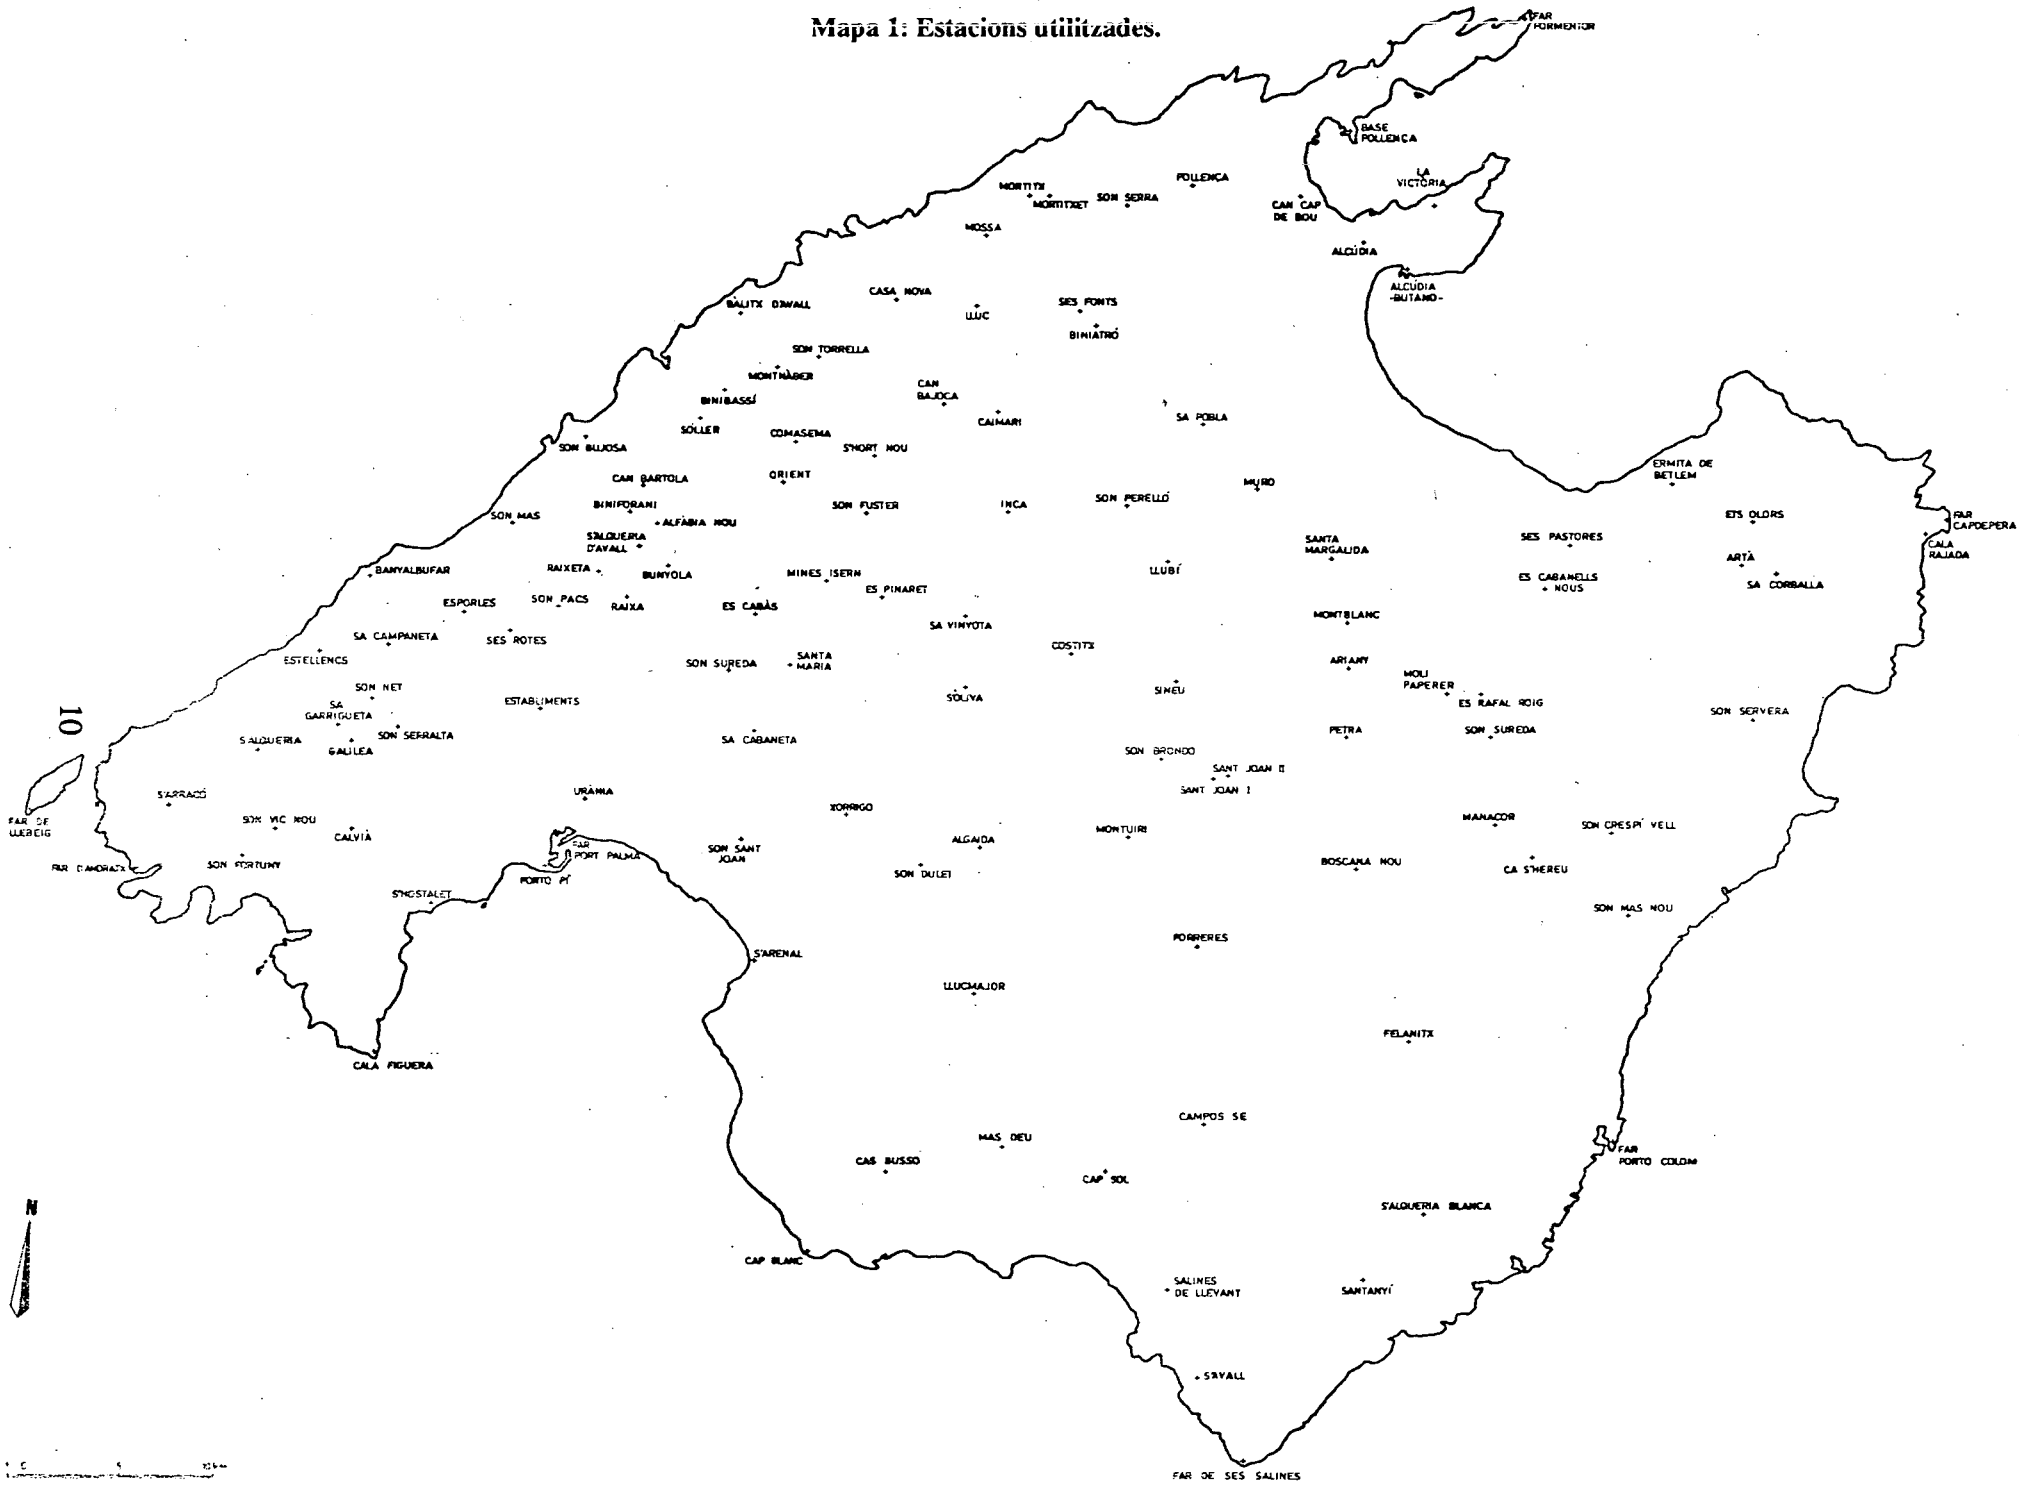 Mapa 1: Estacions utilitzades.
FAR
FORMENTOR
BASE
POLLENÇA
LA
VICTÒRIA
POLLENÇA
MORTITX
MORTITXET
SON SERRA
CAN CAP
DE BOU
MOSSA
ALCÚDIA
ALCÚDIA
-BUTANO-
CASA NOVA
BÀLITX D'AVALL
LLUC
SES FONTS
BINIATRÓ
SON TORRELLA
MONTNÀBER
CAN
BAJOCA
BINIBASSÍ
CAIMARI
SA POBLA
SÓLLER
COMASEMA
S'HORT NOU
SON BUJOSA
CAN BARTOLA
ORIENT
MURO
ERMITA DE
BETLEM
BINIFORANI
SON FUSTER
INCA
SON PERELLÓ
SON MAS
ALFÀBIA NOU
ETS OLORS
FAR
CAPDEPERA
S'ALQUERIA
D'AVALL
SANTA
MARGALIDA
SES PASTORES
CALA
RAJADA
RAIXETA
BUNYOLA
MINES ISERN
LLUBÍ
ARTÀ
BANYALBUFAR
ES CABANELLS
NOUS
SA CORBALLA
ES PINARET
ESPORLES
SON PACS
RAIXA
ES CABÀS
MONTBLANC
SA CAMPANETA
SES ROTES
SA VINYOTA
COSTITX
ESTELLENCS
SON SUREDA
SANTA
MARIA
ARIANY
SON NET
S'OLIVA
SINEU
MOLI
PAPERER
ES RAFAL ROIG
SA
GARRIGUETA
ESTABLIMENTS
SON SERVERA
10
S'ALQUERIA
GALILEA
SON SERRALTA
SA CABANETA
PETRA
SON SUREDA
SON BRONDO
SANT JOAN II
SANT JOAN I
S'ARRACÓ
URÀNIA
XORRIGO
FAR DE
LLEBEIG
SON VIC NOU
CALVIÀ
MONTUIRI
MANACOR
SON CRESPÍ VELL
ALGAIDA
FAR
PORT PALMA
SON SANT
JOAN
FAR D'ANDRATX
SON FORTUNY
PORTO PÍ
SON DULET
BOSCANA NOU
CA S'HEREU
S'HOSTALET
SON MAS NOU
PORRERES
S'ARENAL
LLUCMAJOR
FELANITX
CALA FIGUERA
CAMPOS SE
MAS DEU
CAS BUSSO
CAP SOL
FAR
PORTO COLOM
S'ALQUERIA BLANCA
N
CAP BLANC
SALINES
DE LLEVANT
SANTANYÍ
S'AVALL
0 5 10 Km
FAR DE SES SALINES